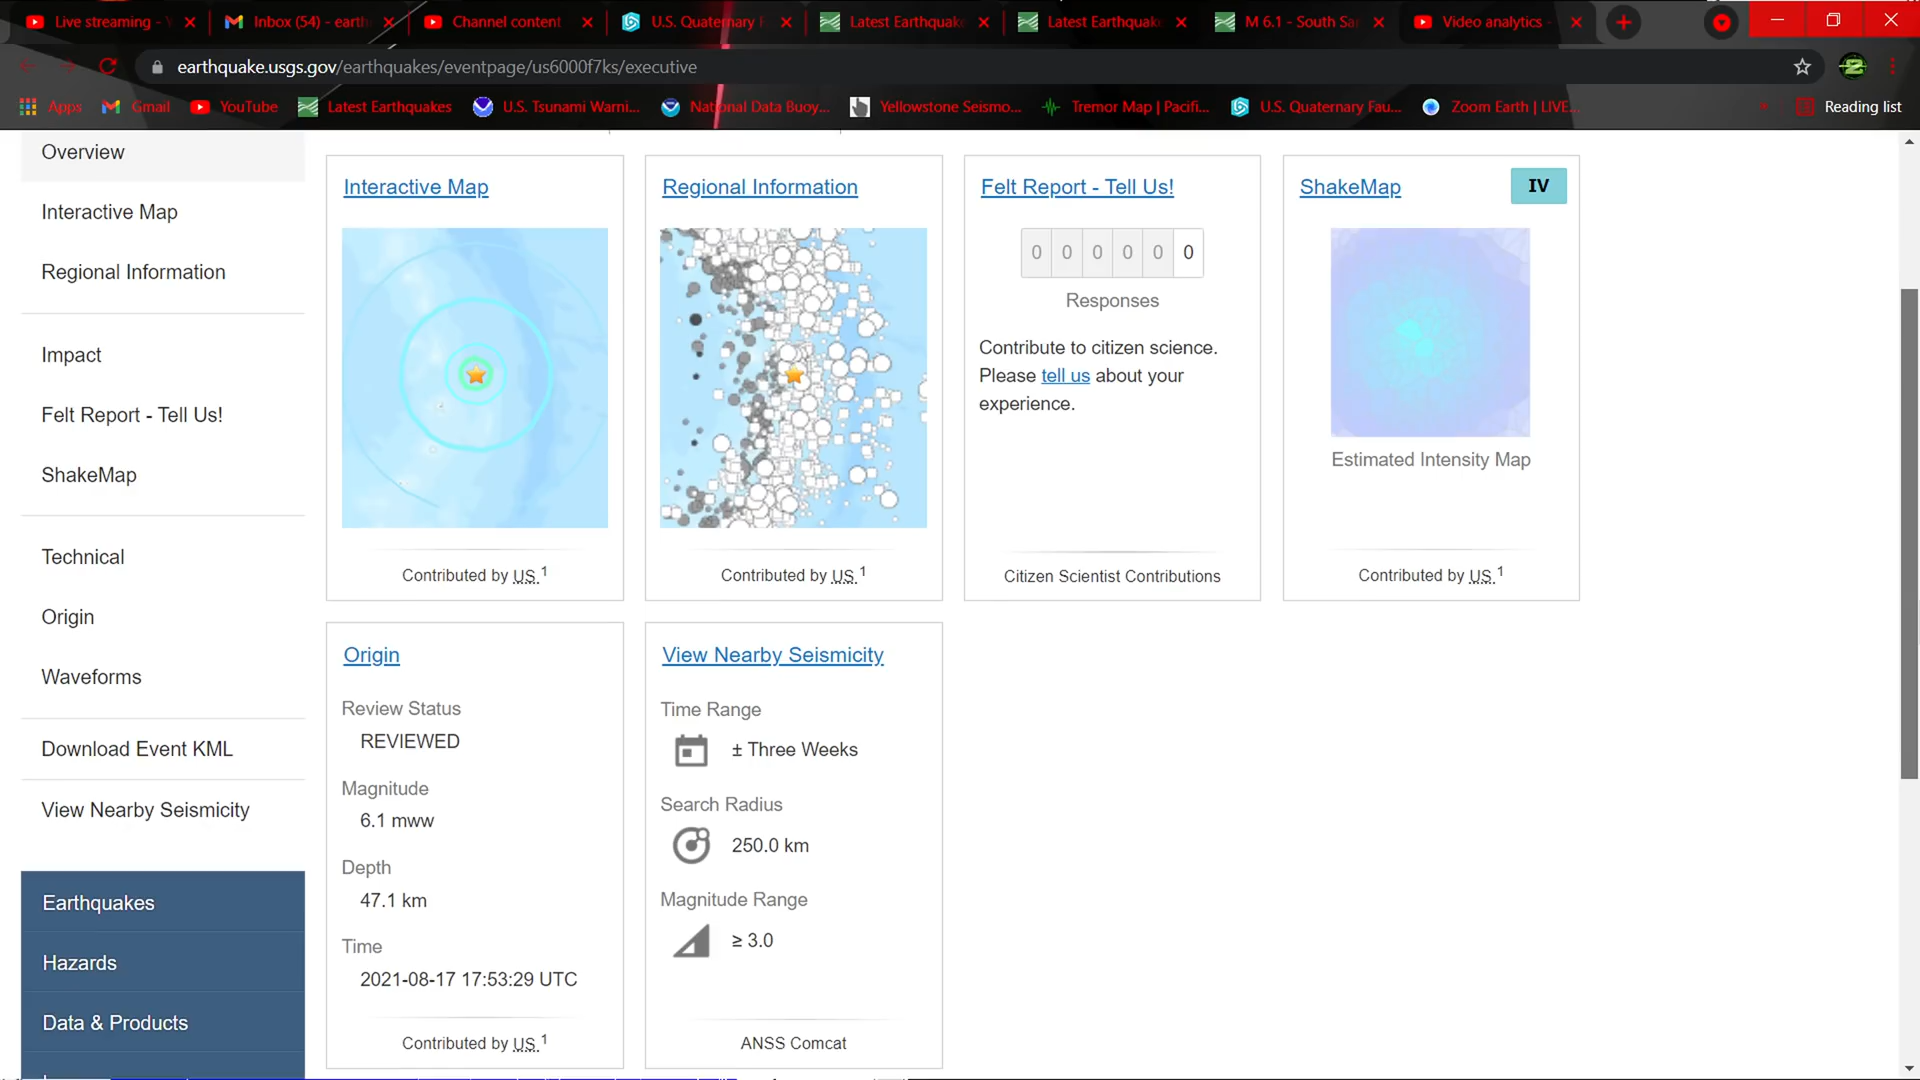 Live streaming - Y
Inbox (54) - earth
Channel content
U.S. Quaternary F
Latest Earthquake
Latest Earthquake
M 6.1 - South Sa
Video analytics -
earthquake.usgs.gov/earthquakes/eventpage/us6000f7ks/executive
Apps
Gmail
YouTube
Latest Earthquakes
U.S. Tsunami Warni...
National Data Buoy...
Yellowstone Seismo...
Tremor Map | Pacifi...
U.S. Quaternary Fau...
Zoom Earth | LIVE...
Reading list
Overview
Interactive Map
Regional Information
Impact
Felt Report - Tell Us!
ShakeMap
Technical
Origin
Waveforms
Download Event KML
View Nearby Seismicity
Earthquakes
Hazards
Data & Products
Interactive Map
Contributed by US 1
Regional Information
Contributed by US 1
Felt Report - Tell Us!
0 0 0 0 0 0
Responses
Contribute to citizen science.
Please tell us about your
experience.
Citizen Scientist Contributions
ShakeMap
IV
Estimated Intensity Map
Contributed by US 1
Origin
Review Status
REVIEWED
Magnitude
6.1 mww
Depth
47.1 km
Time
2021-08-17 17:53:29 UTC
Contributed by US 1
View Nearby Seismicity
Time Range
± Three Weeks
Search Radius
250.0 km
Magnitude Range
≥ 3.0
ANSS Comcat